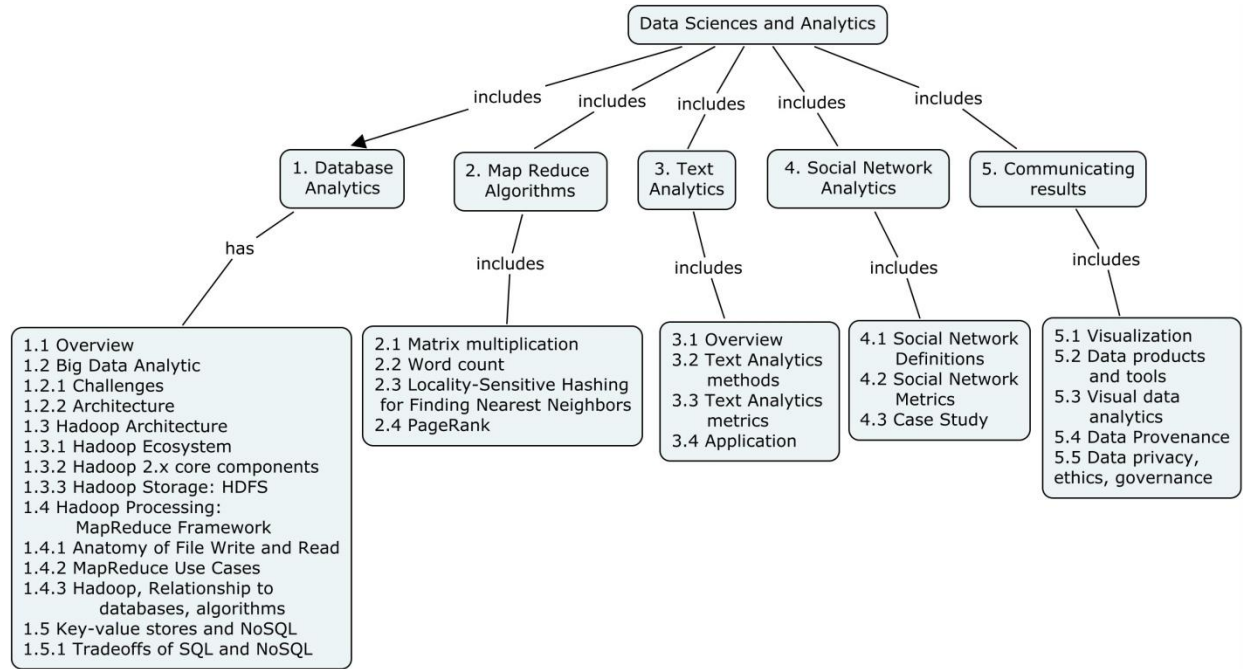 Data Sciences and Analytics
includes
includes
includes
includes
includes
1. Database
Analytics
2. Map Reduce
Algorithms
3. Text
Analytics
4. Social Network
Analytics
5. Communicating
results
has
includes
includes
includes
includes
1.1 Overview
1.2 Big Data Analytic
1.2.1 Challenges
1.2.2 Architecture
1.3 Hadoop Architecture
1.3.1 Hadoop Ecosystem
1.3.2 Hadoop 2.x core components
1.3.3 Hadoop Storage: HDFS
1.4 Hadoop Processing:
MapReduce Framework
1.4.1 Anatomy of File Write and Read
1.4.2 MapReduce Use Cases
1.4.3 Hadoop, Relationship to
databases, algorithms
1.5 Key-value stores and NoSQL
1.5.1 Tradeoffs of SQL and NoSQL
2.1 Matrix multiplication
2.2 Word count
2.3 Locality-Sensitive Hashing
for Finding Nearest Neighbors
2.4 PageRank
3.1 Overview
3.2 Text Analytics
methods
3.3 Text Analytics
metrics
3.4 Application
4.1 Social Network
Definitions
4.2 Social Network
Metrics
4.3 Case Study
5.1 Visualization
5.2 Data products
and tools
5.3 Visual data
analytics
5.4 Data Provenance
5.5 Data privacy,
ethics, governance